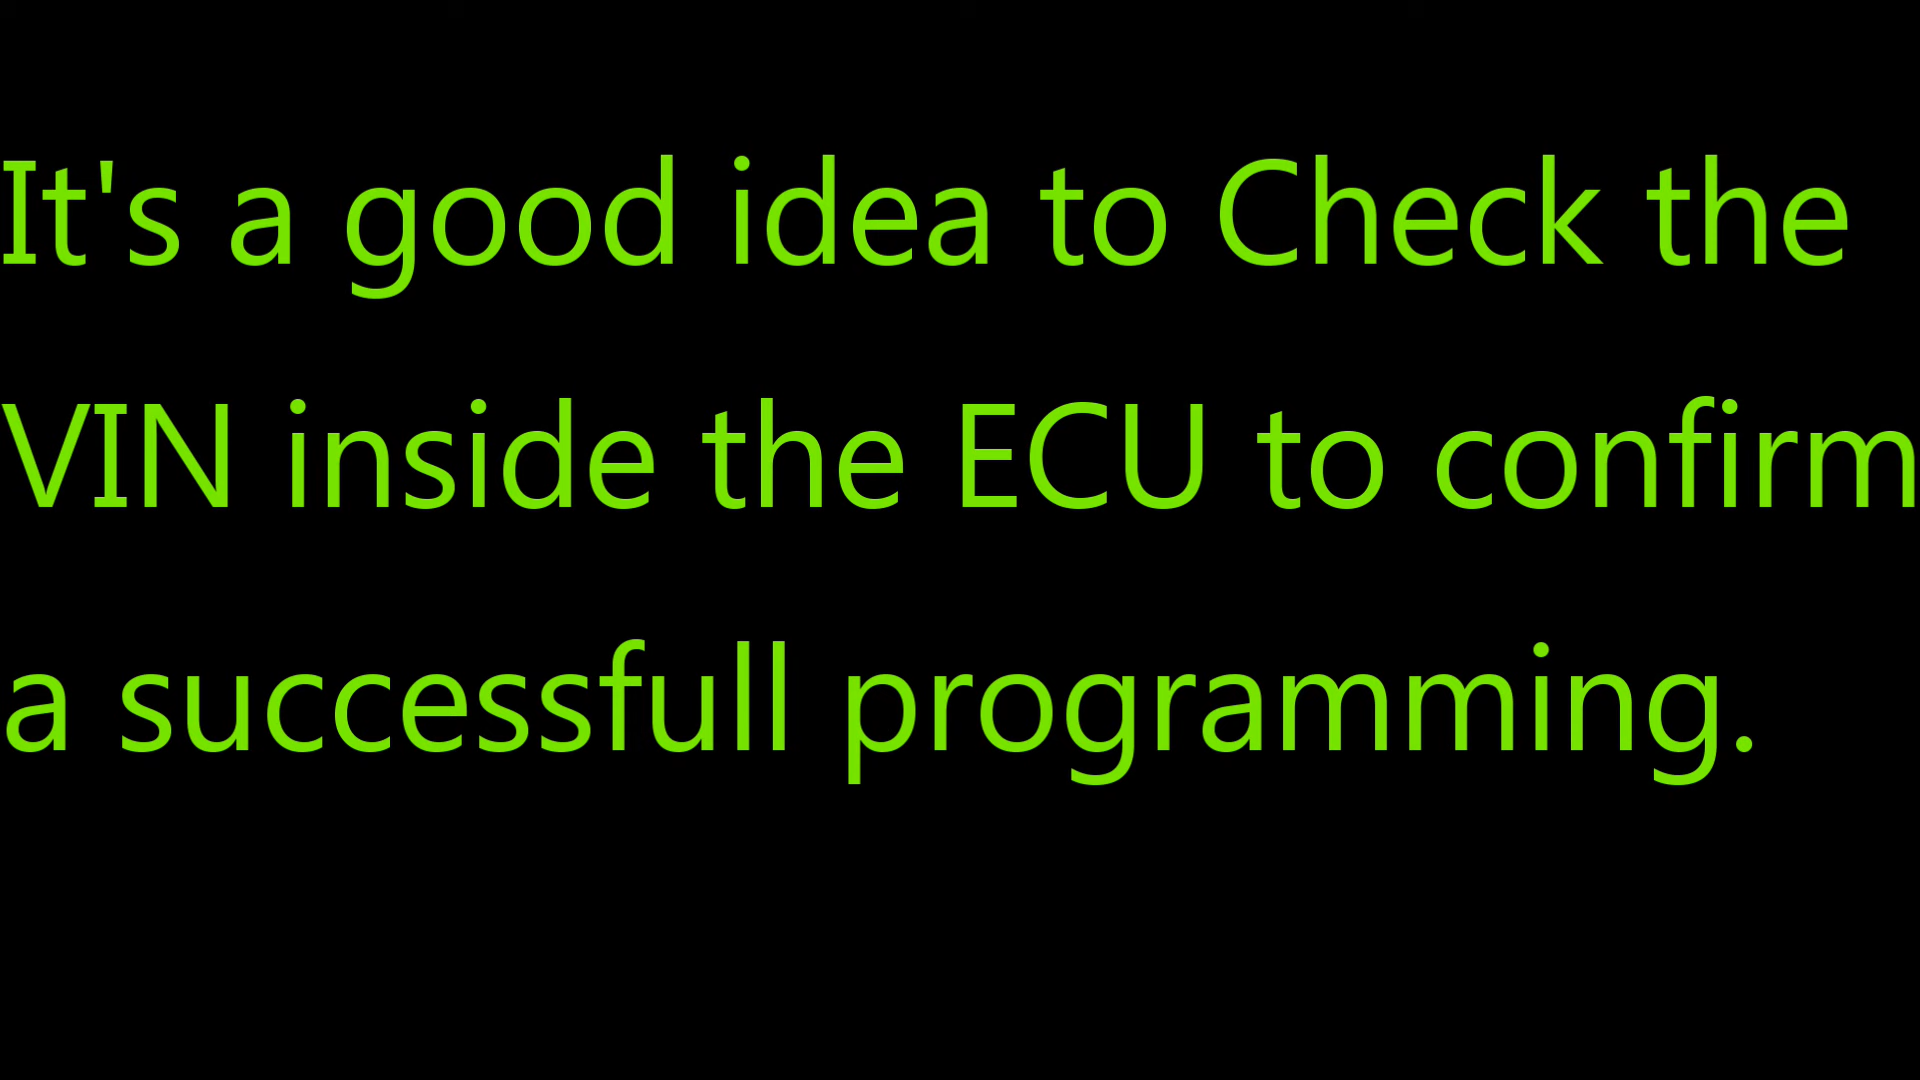 It's a good idea to Check the
VIN inside the ECU to confirm
a successfull programming.